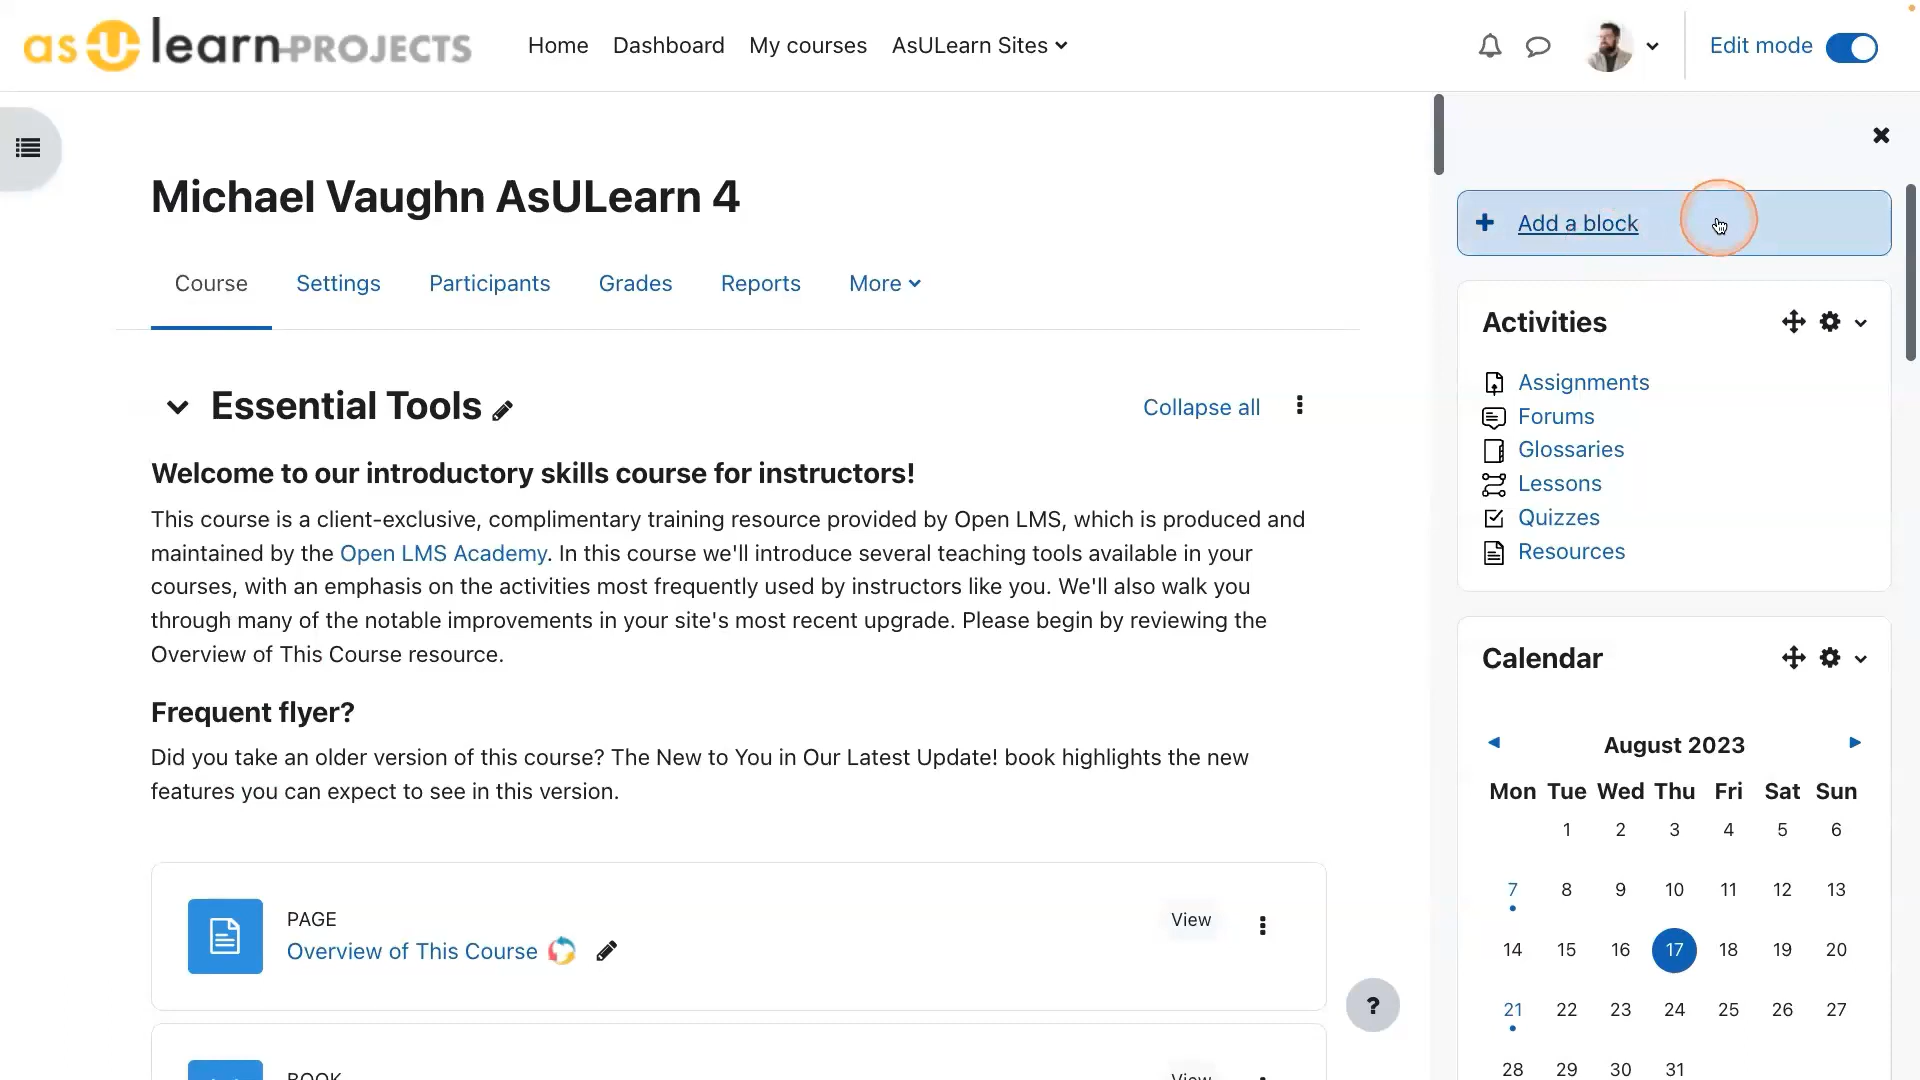 as U learn-PROJECTS
Home Dashboard My courses AsULearn Sites
Edit mode
Michael Vaughn AsULearn 4
Course Settings Participants Grades Reports More
Essential Tools
Collapse all
Welcome to our introductory skills course for instructors!
This course is a client-exclusive, complimentary training resource provided by Open LMS, which is produced and
maintained by the Open LMS Academy. In this course we'll introduce several teaching tools available in your
courses, with an emphasis on the activities most frequently used by instructors like you. We'll also walk you
through many of the notable improvements in your site's most recent upgrade. Please begin by reviewing the
Overview of This Course resource.
Frequent flyer?
Did you take an older version of this course? The New to You in Our Latest Update! book highlights the new
features you can expect to see in this version.
PAGE
Overview of This Course
View
BOOK
View
?
Add a block
Activities
Assignments
Forums
Glossaries
Lessons
Quizzes
Resources
Calendar
August 2023
Mon Tue Wed Thu Fri Sat Sun
1 2 3 4 5 6
7 8 9 10 11 12 13
14 15 16 17 18 19 20
21 22 23 24 25 26 27
28 29 30 31